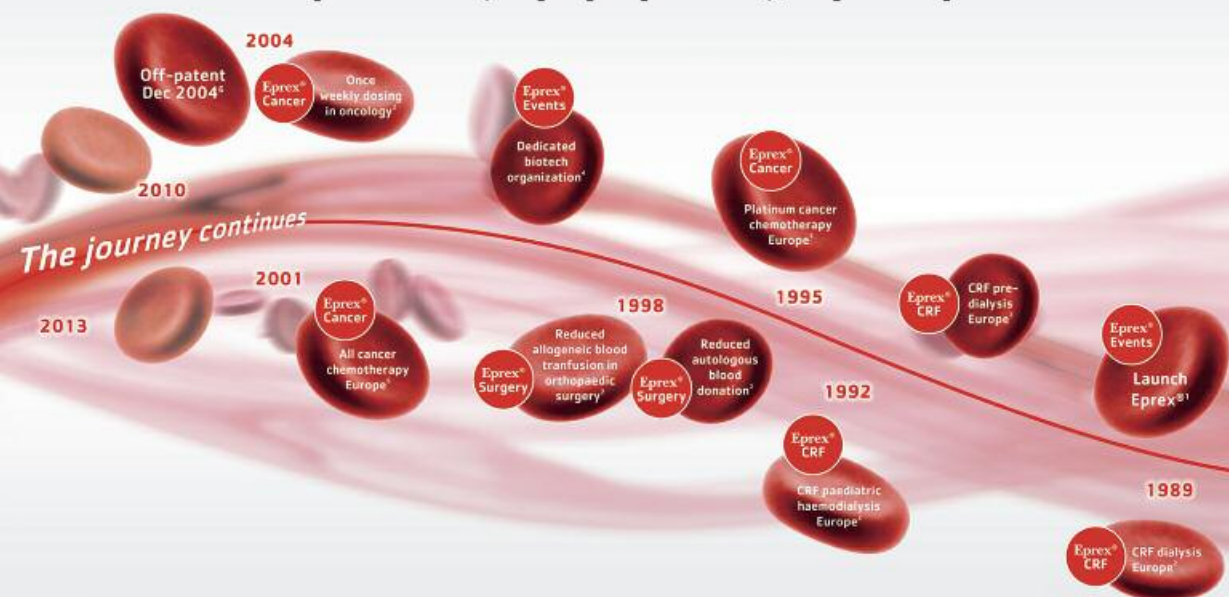 2004
Off-patent
Dec 2004⁶
Eprex®
Cancer
Once
weekly dosing
in oncology
Eprex®
Events
Dedicated
biotech
organization⁴
Eprex®
Cancer
Platinum cancer
chemotherapy
Europe
2010
The journey continues
2001
Eprex®
CRF
CRF pre-
dialysis
Europe
2013
Eprex®
Cancer
All cancer
chemotherapy
Europe
1998
1995
Eprex®
Events
Launch
Eprex®¹
Eprex®
Surgery
Reduced
allogeneic blood
tranfusion in
orthopaedic
surgery
Eprex®
Surgery
Reduced
autologous
blood
donation
1992
Eprex®
CRF
CRF paediatric
haemodialysis
Europe
1989
Eprex®
CRF
CRF dialysis
Europe